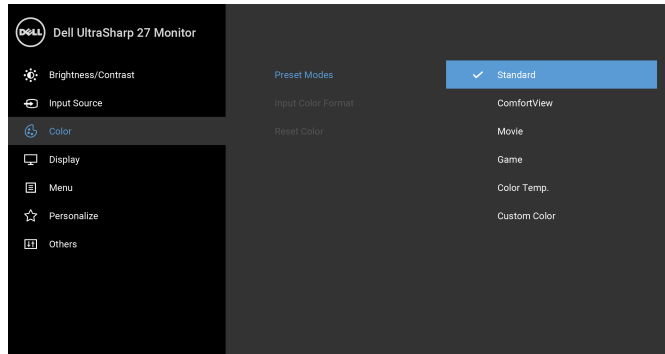 DELL
Dell UltraSharp 27 Monitor
Brightness/Contrast
Input Source
Color
Display
Menu
Personalize
Others
Preset Modes
Input Color Format
Reset Color
Standard
ComfortView
Movie
Game
Color Temp.
Custom Color